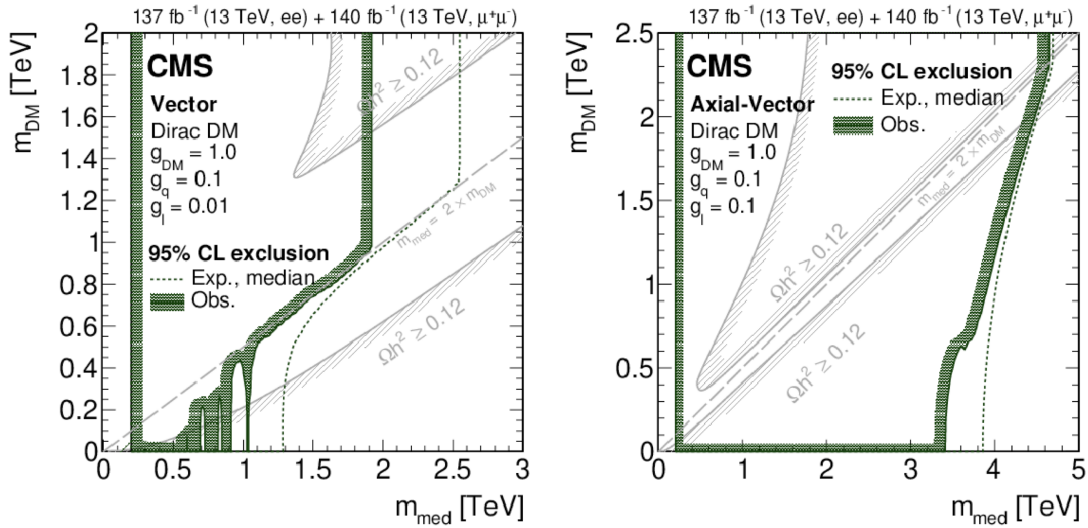 137 fb⁻¹ (13 TeV, ee) + 140 fb⁻¹ (13 TeV, μ⁺μ⁻)
m_DM [TeV]
2
1.8
1.6
1.4
1.2
1
0.8
0.6
0.4
0.2
0
CMS
Vector
Dirac DM
g_DM = 1.0
g_q = 0.1
g_l = 0.01
95% CL exclusion
Exp., median
Obs.
Ωh² ≥ 0.12
m_med = 2 × m_DM
Ωh² ≥ 0.12
0 0.5 1 1.5 2 2.5 3
m_med [TeV]
137 fb⁻¹ (13 TeV, ee) + 140 fb⁻¹ (13 TeV, μ⁺μ⁻)
m_DM [TeV]
2.5
2
1.5
1
0.5
0
CMS
Axial-Vector
Dirac DM
g_DM = 1.0
g_q = 0.1
g_l = 0.1
95% CL exclusion
Exp., median
Obs.
m_med = 2 × m_DM
Ωh² ≥ 0.12
Ωh² ≥ 0.12
0 1 2 3 4 5
m_med [TeV]